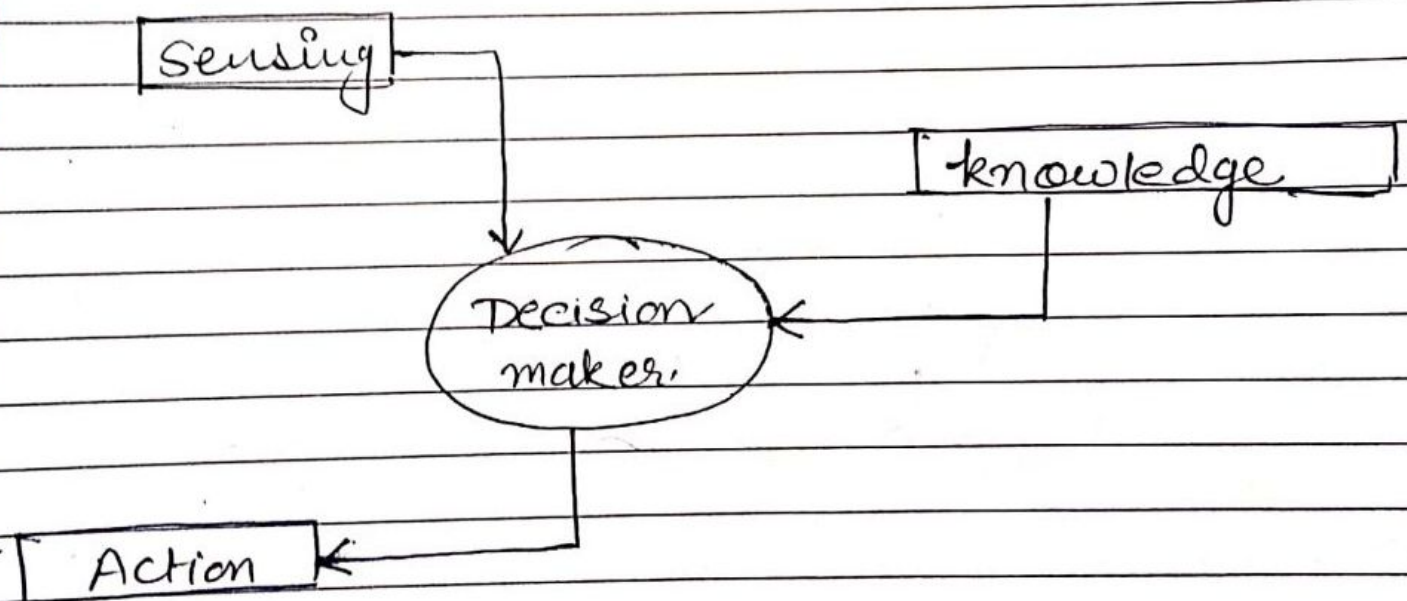 Sensing
knowledge
Decision
maker.
Action